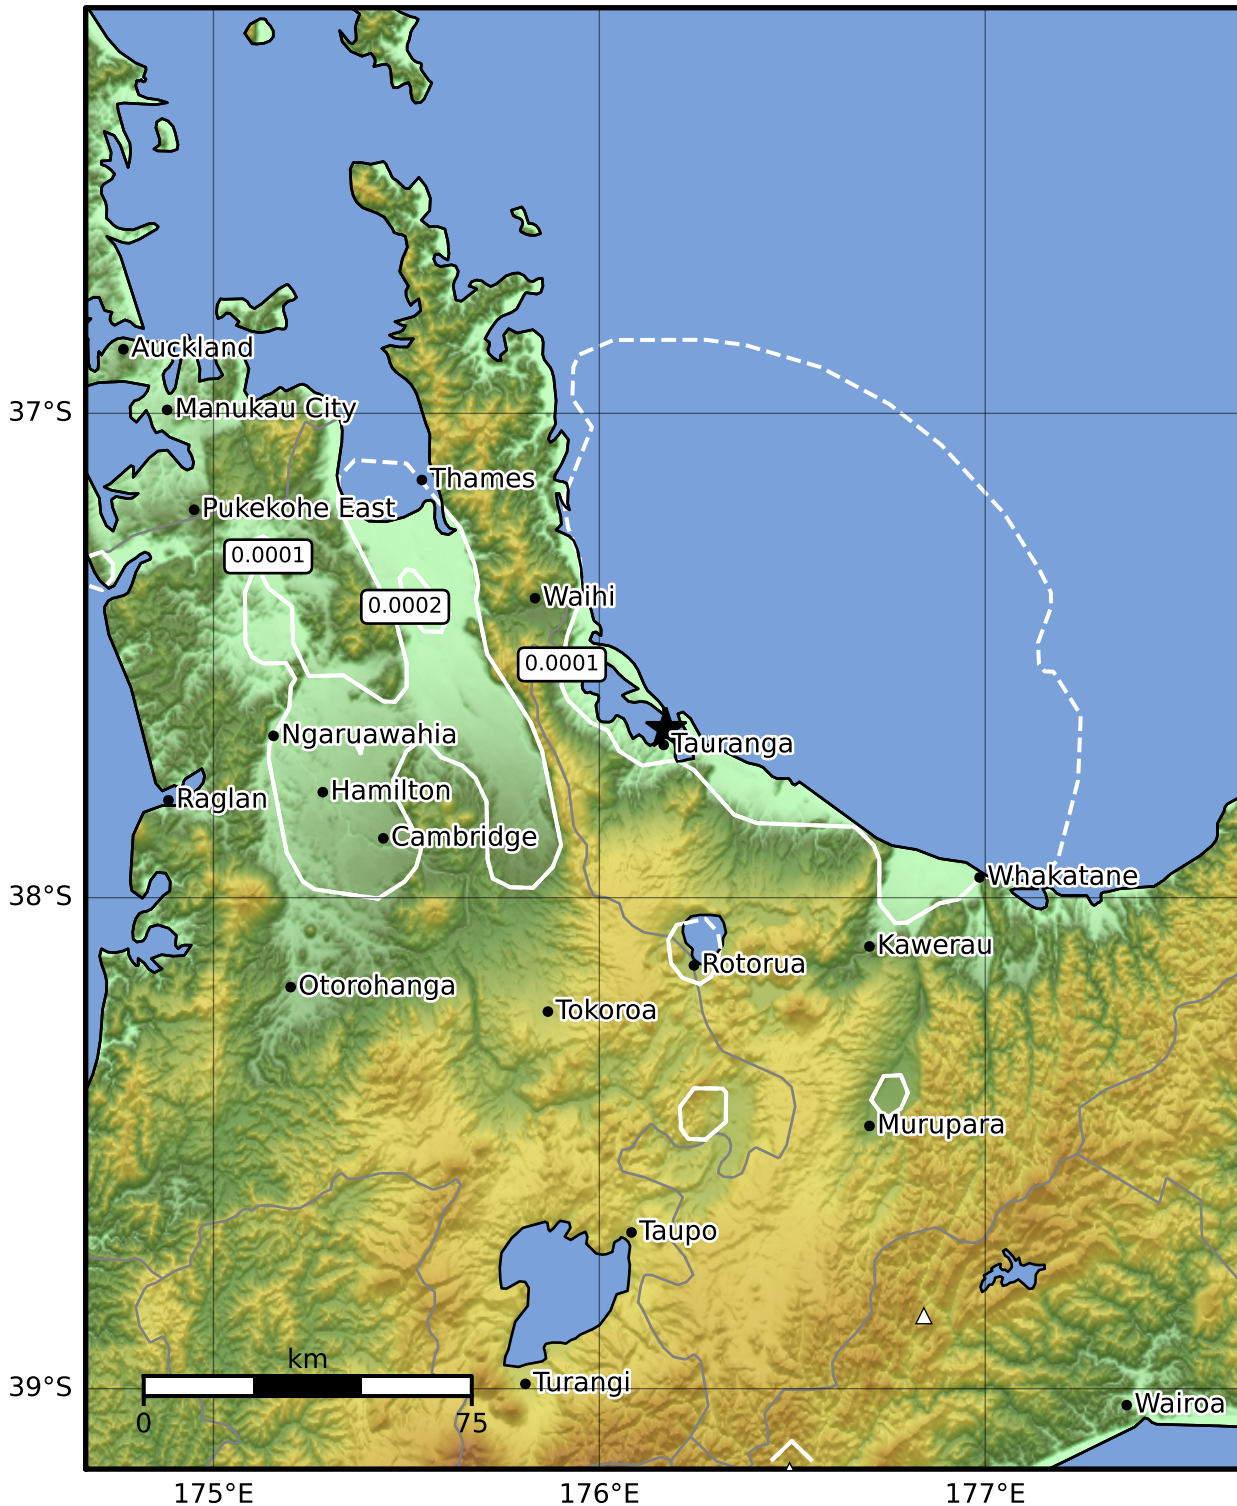 Auckland
37°S
Manukau City
Thames
Pukekohe East
0.0001
Waihi
0.0002
0.0001
Ngaruawahia
Tauranga
Raglan
Hamilton
Cambridge
Whakatane
38°S
Kawerau
Rotorua
Otorohanga
Tokoroa
Murupara
Taupo
km
39°S
Turangi
Wairoa
0
75
175°E
176°E
177°E